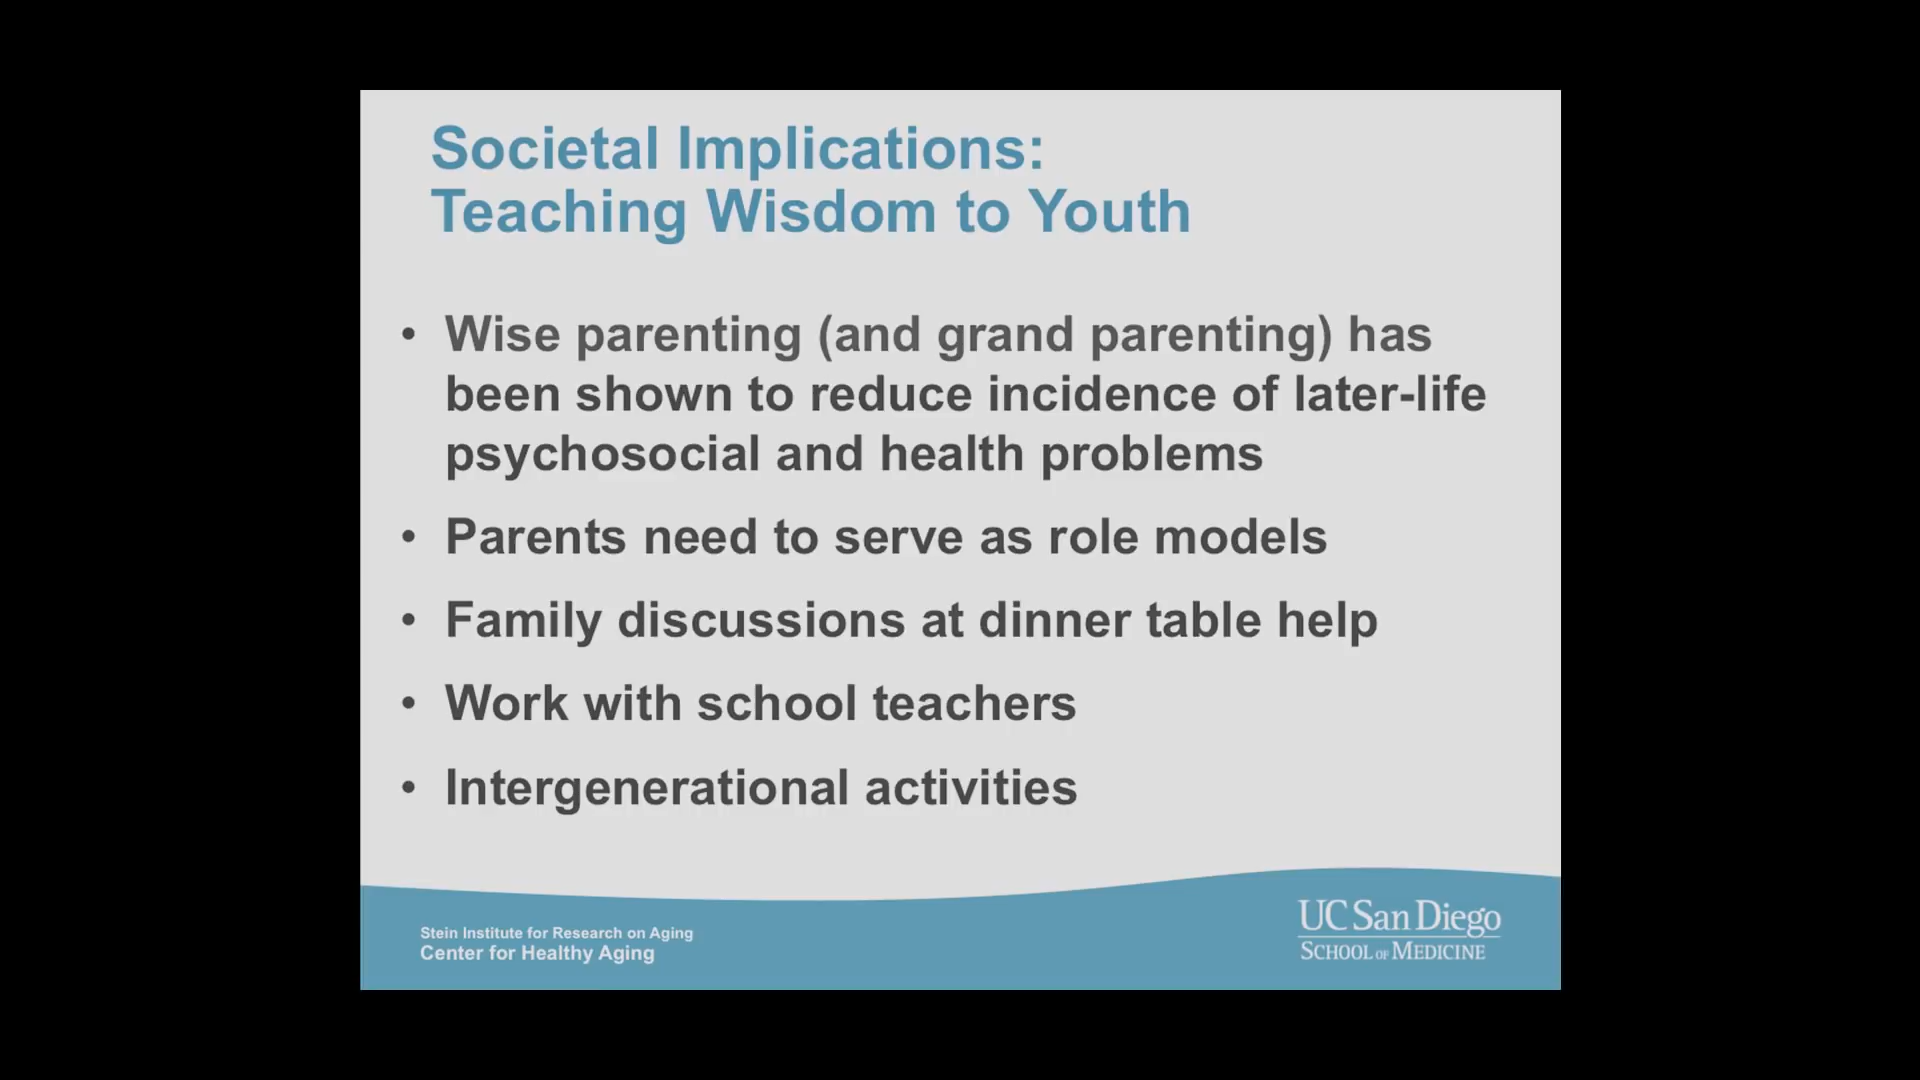 Societal Implications:
Teaching Wisdom to Youth
• Wise parenting (and grand parenting) has
been shown to reduce incidence of later-life
psychosocial and health problems
• Parents need to serve as role models
• Family discussions at dinner table help
• Work with school teachers
• Intergenerational activities
Stein Institute for Research on Aging
Center for Healthy Aging
UC San Diego
SCHOOL OF MEDICINE